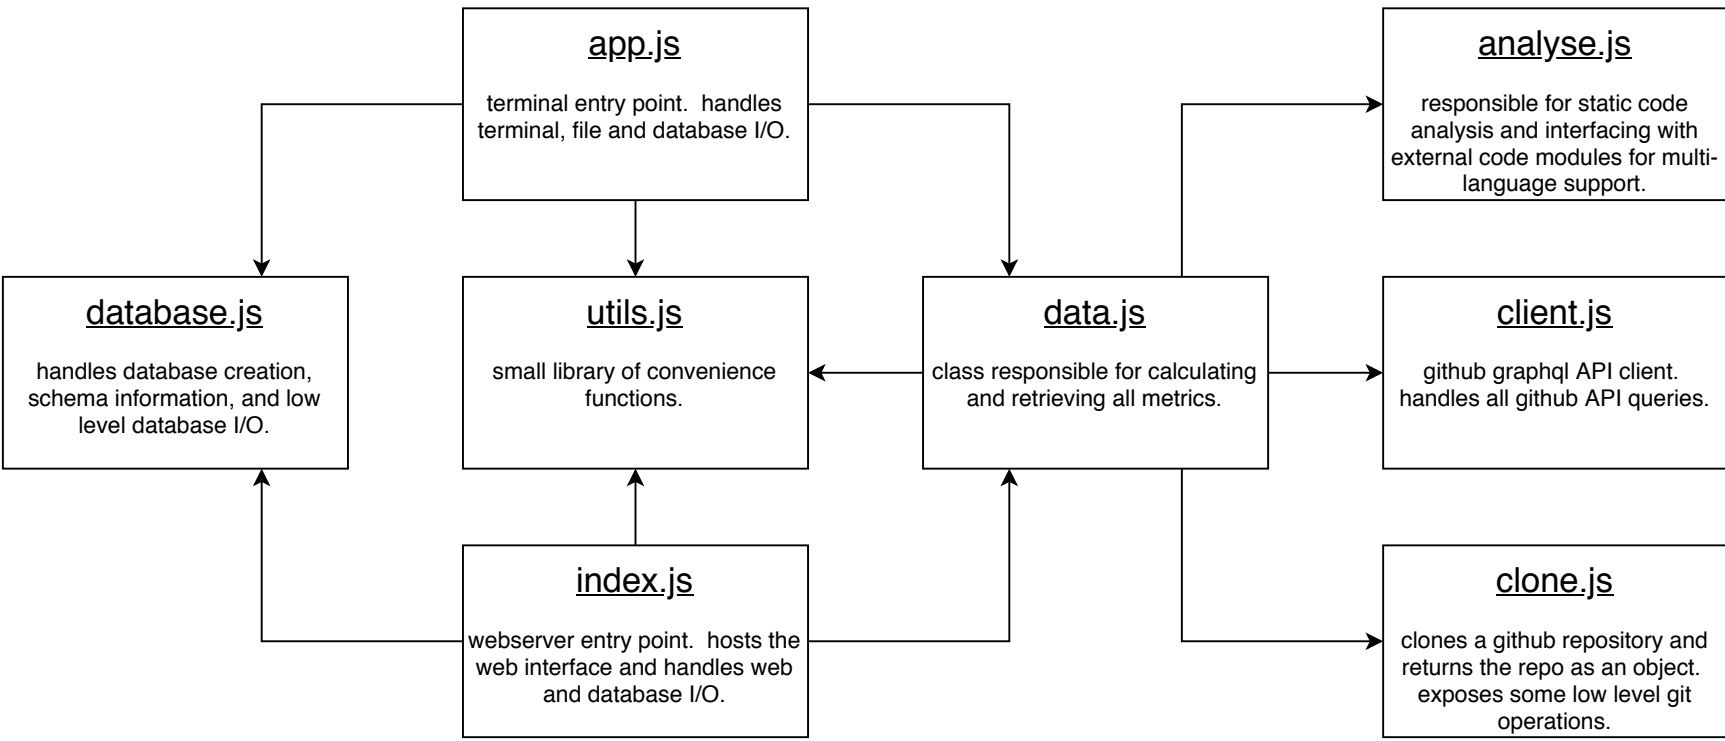 app.js
terminal entry point.  handles
terminal, file and database I/O.
analyse.js
responsible for static code
analysis and interfacing with
external code modules for multi-
language support.
database.js
handles database creation,
schema information, and low
level database I/O.
utils.js
small library of convenience
functions.
data.js
class responsible for calculating
and retrieving all metrics.
client.js
github graphql API client.
handles all github API queries.
index.js
webserver entry point.  hosts the
web interface and handles web
and database I/O.
clone.js
clones a github repository and
returns the repo as an object.
exposes some low level git
operations.